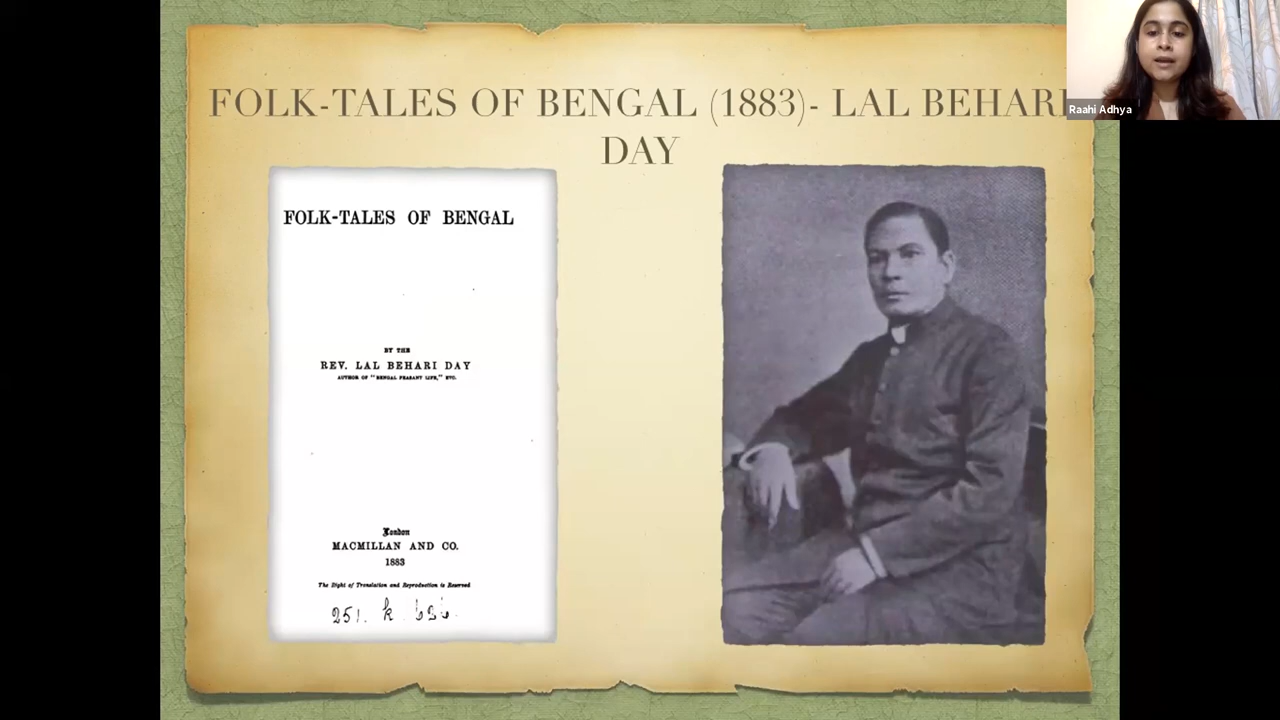 FOLK-TALES OF BENGAL (1883)- LAL BEHARI
DAY
Raahi Adhya
FOLK-TALES OF BENGAL
BY THE
REV. LAL BEHARI DAY
AUTHOR OF "BENGAL PEASANT LIFE," ETC.
London
MACMILLAN AND CO.
1883
The Right of Translation and Reproduction is Reserved
251. k